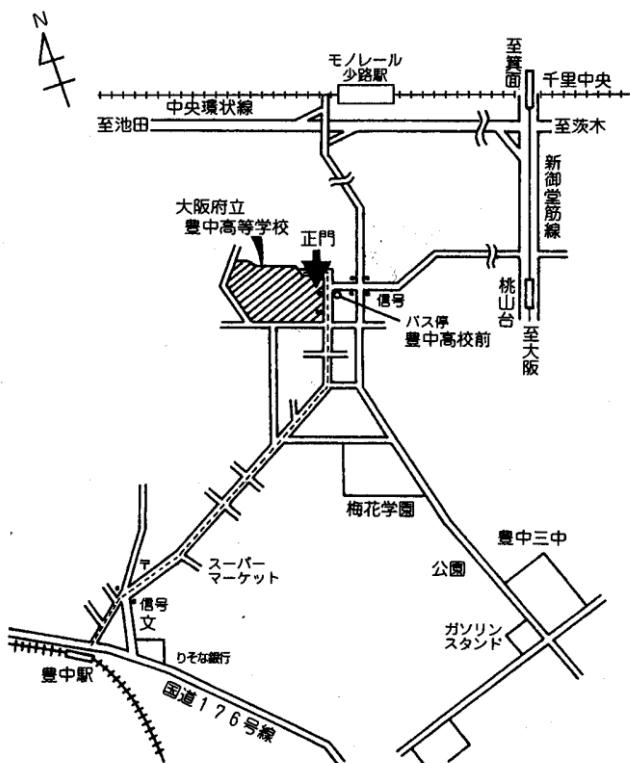 N
モノレール
少路駅
至箕面
千里中央
中央環状線
至池田
至茨木
新御堂筋線
大阪府立
豊中高等学校
正門
信号
桃山台
バス停
豊中高校前
至大阪
梅花学園
豊中三中
公園
スーパー
マーケット
〒
信号
文
ガソリン
スタンド
りそな銀行
豊中駅
国道176号線